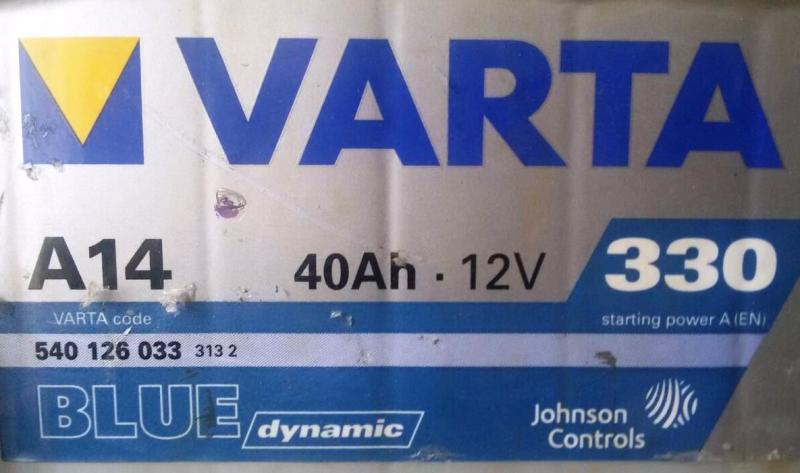 VARTA
A14 40Ah · 12V 330
VARTA code starting power A (EN)
540 126 033 313 2
BLUE dynamic
Johnson
Controls